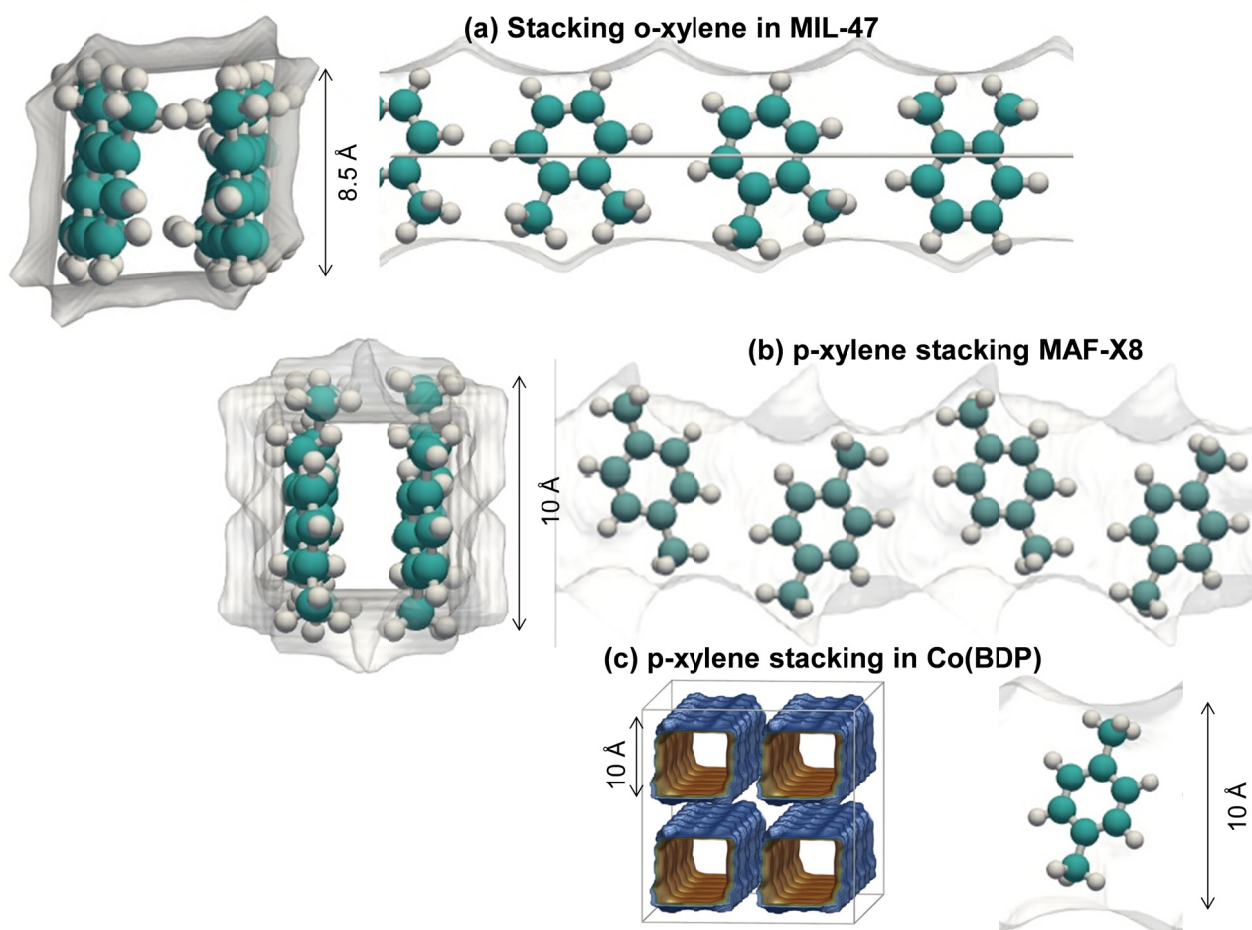 (a) Stacking o-xylene in MIL-47
8.5 Å
(b) p-xylene stacking MAF-X8
10 Å
(c) p-xylene stacking in Co(BDP)
10 Å
10 Å